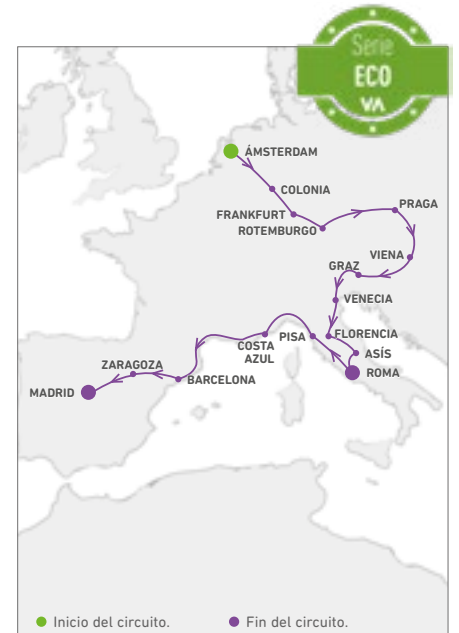 Serie
ECO
VA
ÁMSTERDAM
COLONIA
FRANKFURT
ROTEMBURGO
PRAGA
VIENA
GRAZ
VENECIA
FLORENCIA
PISA
COSTA
AZUL
ASÍS
ROMA
ZARAGOZA
BARCELONA
MADRID
Inicio del circuito.
Fin del circuito.